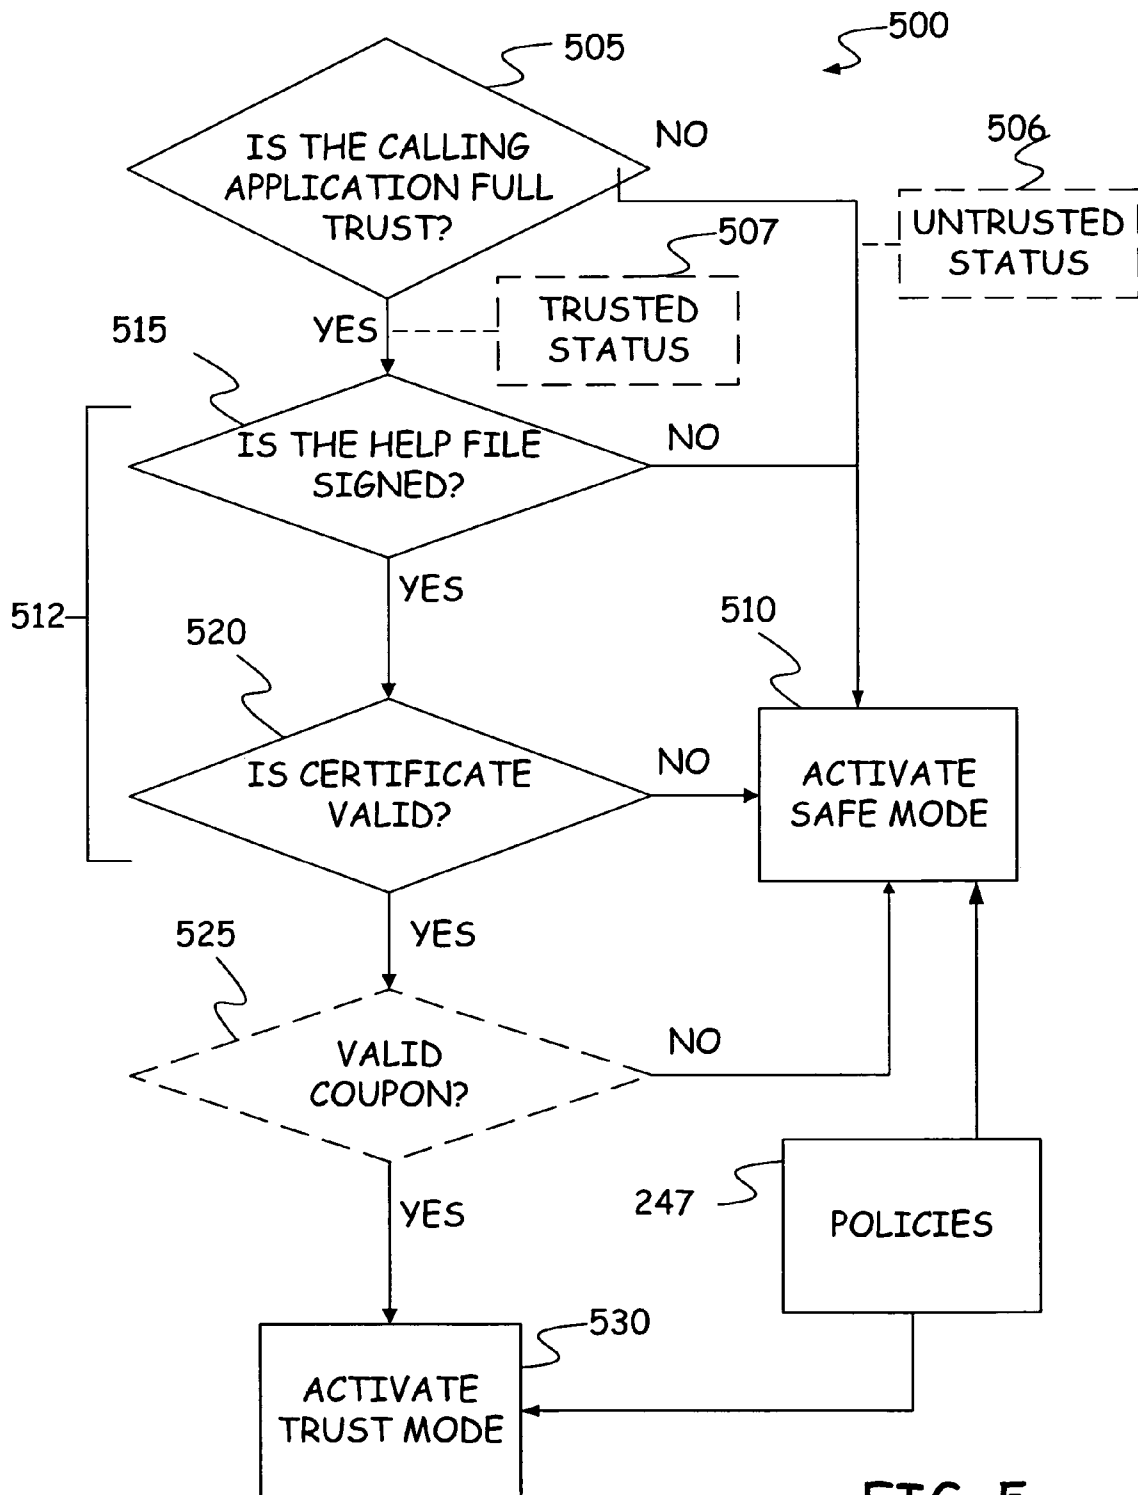 500
505
IS THE CALLING
APPLICATION FULL
TRUST?
NO
506
UNTRUSTED
STATUS
507
TRUSTED
STATUS
YES
515
IS THE HELP FILE
SIGNED?
NO
YES
512
520
IS CERTIFICATE
VALID?
NO
510
ACTIVATE
SAFE MODE
YES
525
VALID
COUPON?
NO
YES
247
POLICIES
530
ACTIVATE
TRUST MODE
FIG. 5